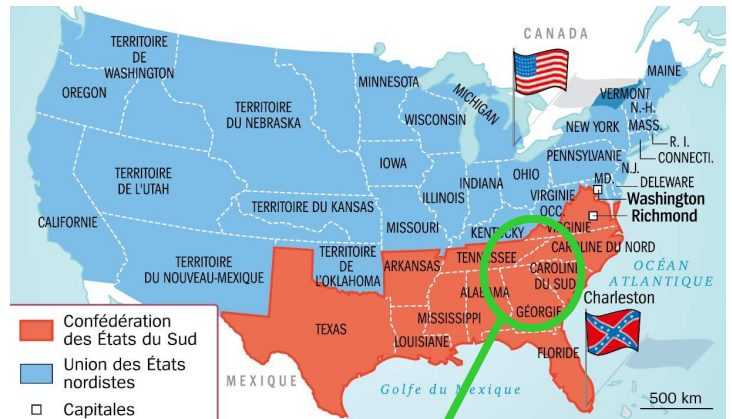 CANADA
TERRITOIRE
DE
WASHINGTON
OREGON
MINNESOTA
MICHIGAN
MAINE
VERMONT
N.-H.
WISCONSIN
TERRITOIRE
DU NEBRASKA
NEW YORK
MASS.
R. I.
CONNECTI.
PENNSYLVANIE
N.J.
IOWA
OHIO
MD.
DELEWARE
INDIANA
ILLINOIS
TERRITOIRE
DE L'UTAH
VIRGINIE
OCC.
Washington
Richmond
TERRITOIRE DU KANSAS
CALIFORNIE
MISSOURI
KENTUCKY
VIRGINIE
CAROLINE DU NORD
TERRITOIRE
DU NOUVEAU-MEXIQUE
TERRITOIRE
DE
L'OKLAHOMA
ARKANSAS
TENNESSEE
CAROLINE
DU SUD
OCÉAN
ATLANTIQUE
ALABAMA
Charleston
GÉORGIE
MISSISSIPPI
TEXAS
LOUISIANE
FLORIDE
Confédération
des États du Sud
Union des États
nordistes
Capitales
MEXIQUE
Golfe du Mexique
500 km